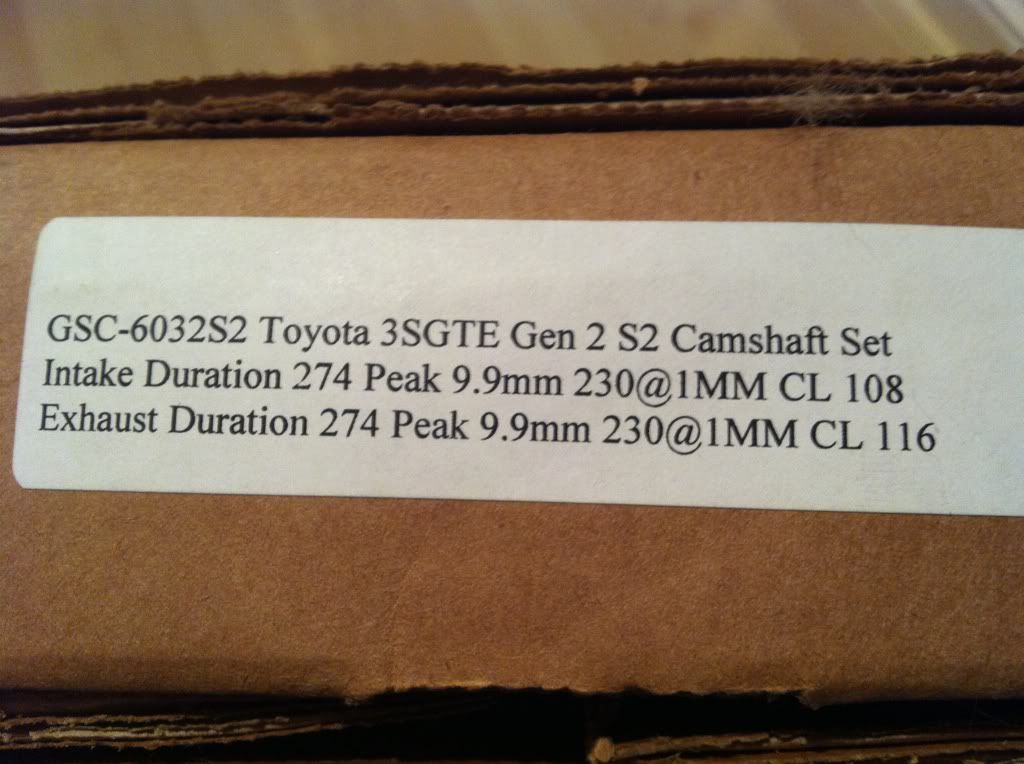 GSC-6032S2 Toyota 3SGTE Gen 2 S2 Camshaft Set
Intake Duration 274 Peak 9.9mm 230@1MM CL 108
Exhaust Duration 274 Peak 9.9mm 230@1MM CL 116